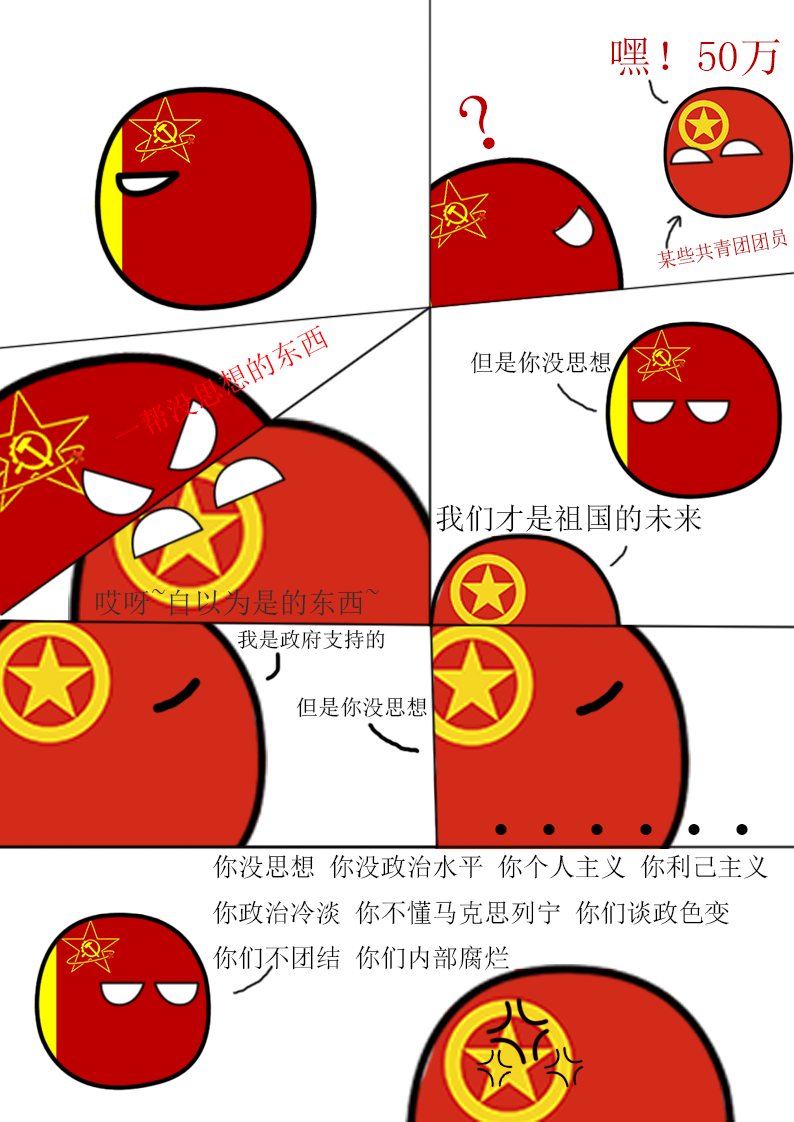 嘿！50万
？
某些共青团团员
一帮没思想的东西
哎呀~自以为是的东西~
但是你没思想
我们才是祖国的未来
我是政府支持的
但是你没思想
······
你没思想 你没政治水平 你个人主义 你利己主义
你政治冷淡 你不懂马克思列宁 你们谈政色变
你们不团结 你们内部腐烂